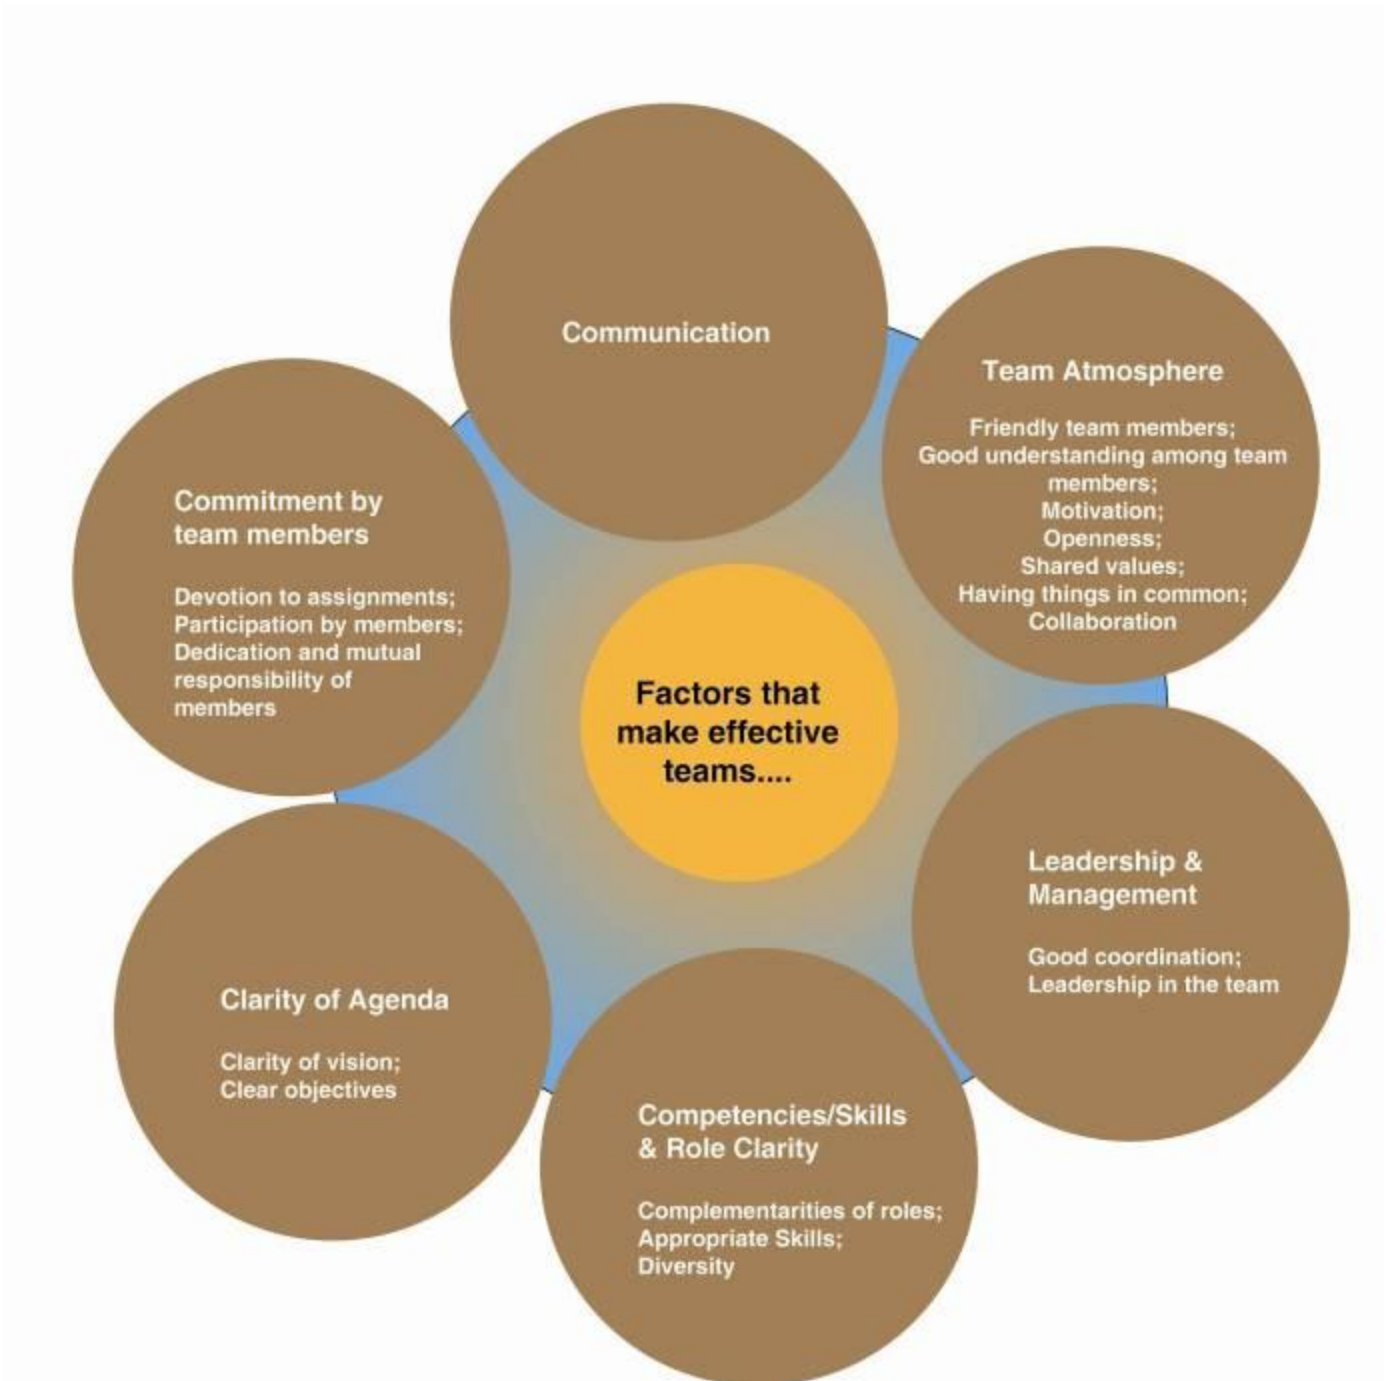 Communication
Team Atmosphere
Friendly team members;
Good understanding among team
members;
Motivation;
Openness;
Shared values;
Having things in common;
Collaboration
Commitment by
team members
Devotion to assignments;
Participation by members;
Dedication and mutual
responsibility of
members
Factors that
make effective
teams....
Leadership &
Management
Good coordination;
Leadership in the team
Clarity of Agenda
Clarity of vision;
Clear objectives
Competencies/Skills
& Role Clarity
Complementarities of roles;
Appropriate Skills;
Diversity